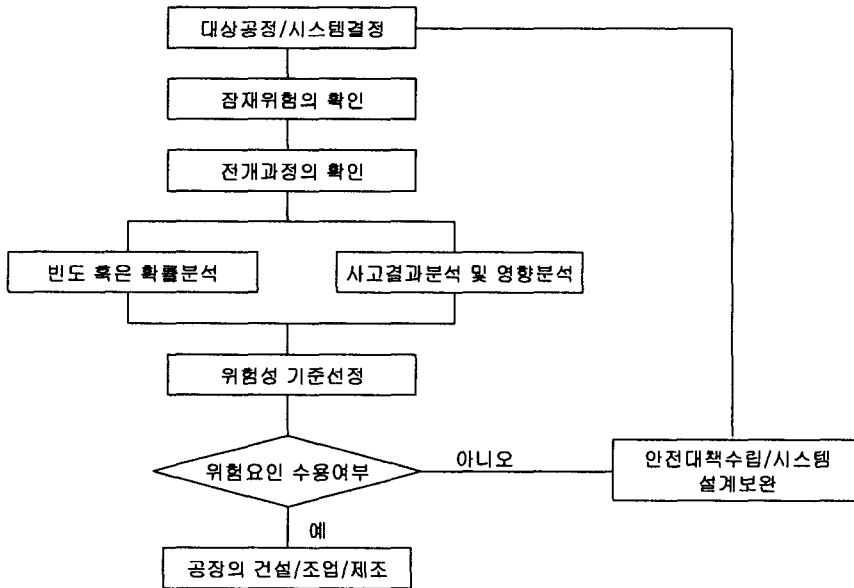 대상공정/시스템결정
잠재위험의 확인
전개과정의 확인
빈도 혹은 확률분석
사고결과분석 및 영향분석
위험성 기준선정
위험요인 수용여부
아니오
안전대책수립/시스템
설계보완
예
공장의 건설/조업/제조